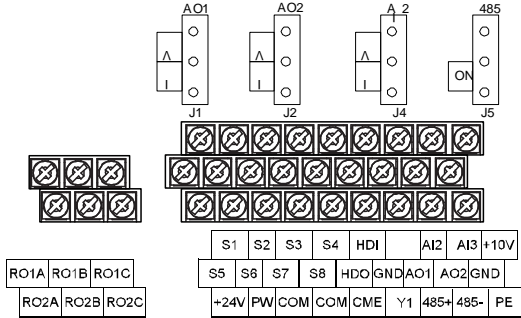 AO1 AO2 A 2 485
V V V
I I I ON
J1 J2 J4 J5
S1 S2 S3 S4 HDI AI2 AI3 +10V
RO1A RO1B RO1C S5 S6 S7 S8 HDO GND AO1 AO2 GND
RO2A RO2B RO2C +24V PW COM COM CME Y1 485+ 485- PE